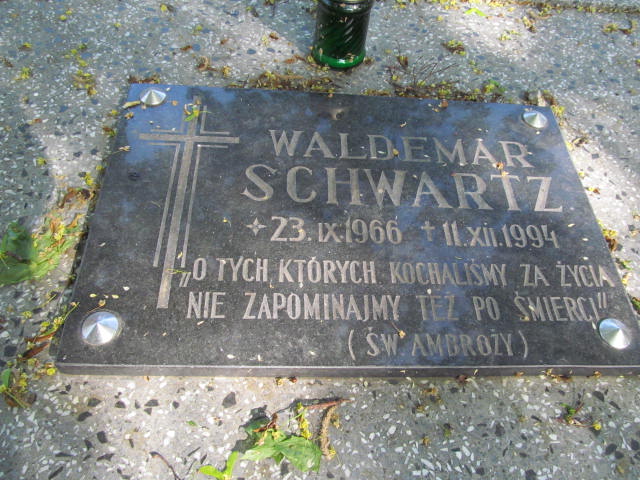 WALDEMAR
SCHWARTZ
✦ 23.IX.1966 ✝ 11.XII.1994
„O TYCH KTÓRYCH KOCHALIŚMY ZA ŻYCIA
NIE ZAPOMINAJMY TEŻ PO ŚMIERCI"
(ŚW. AMBROŻY)